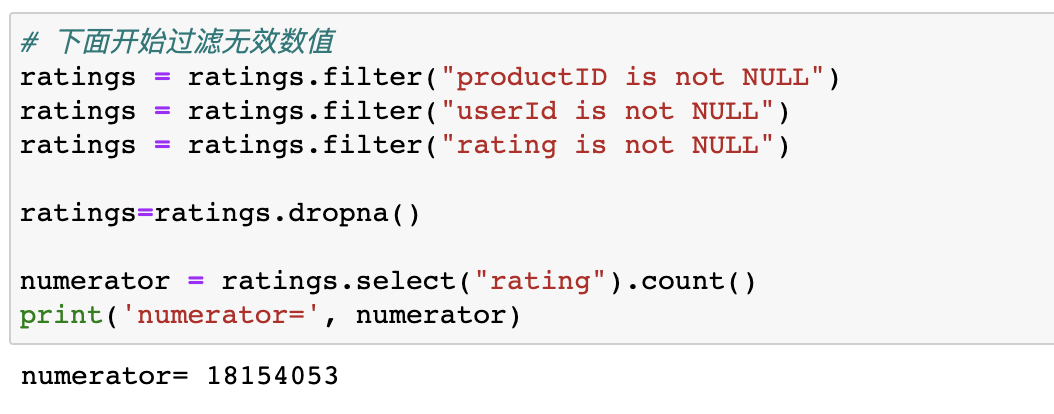 # 下面开始过滤无效数值
ratings = ratings.filter("productID is not NULL")
ratings = ratings.filter("userId is not NULL")
ratings = ratings.filter("rating is not NULL")
ratings=ratings.dropna()
numerator = ratings.select("rating").count()
print('numerator=', numerator)
numerator= 18154053